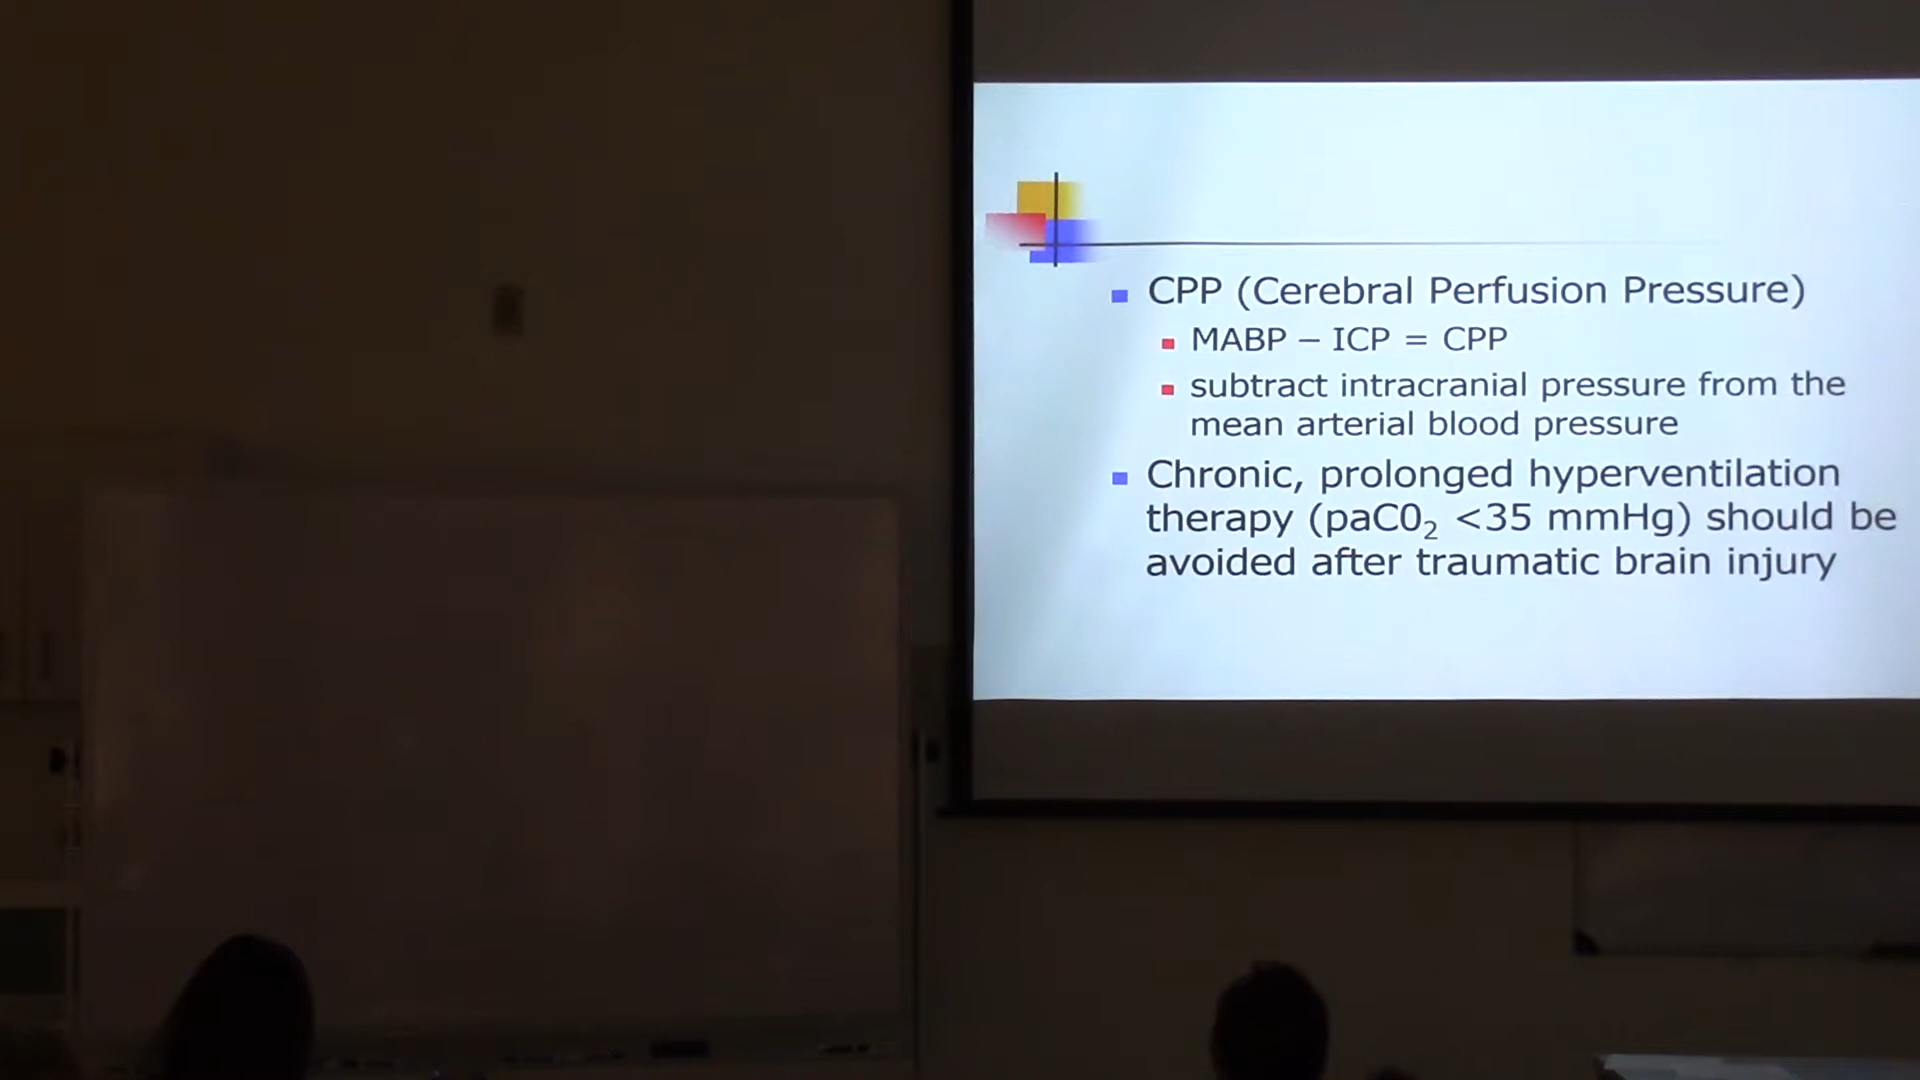 CPP (Cerebral Perfusion Pressure)
MABP – ICP = CPP
subtract intracranial pressure from the
mean arterial blood pressure
Chronic, prolonged hyperventilation
therapy (paC0₂ <35 mmHg) should be
avoided after traumatic brain injury